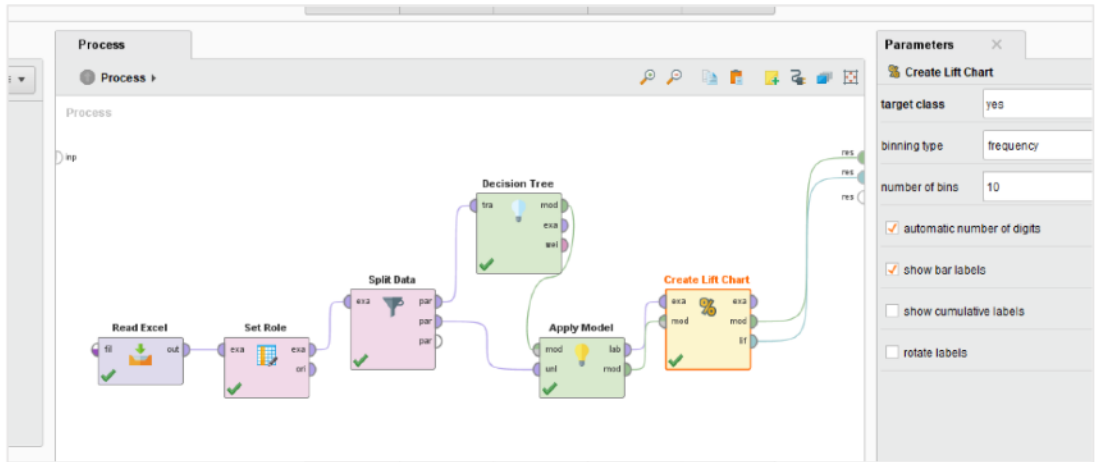 Process
Process
Process
inp
res
res
res
Decision Tree
tra
mod
exa
wei
Split Data
exa
par
par
par
Create Lift Chart
exa
mod
exa
mod
lif
Read Excel
fil
out
Set Role
exa
exa
ori
Apply Model
mod
unl
lab
mod
Parameters
Create Lift Chart
target class
yes
binning type
frequency
number of bins
10
automatic number of digits
show bar labels
show cumulative labels
rotate labels